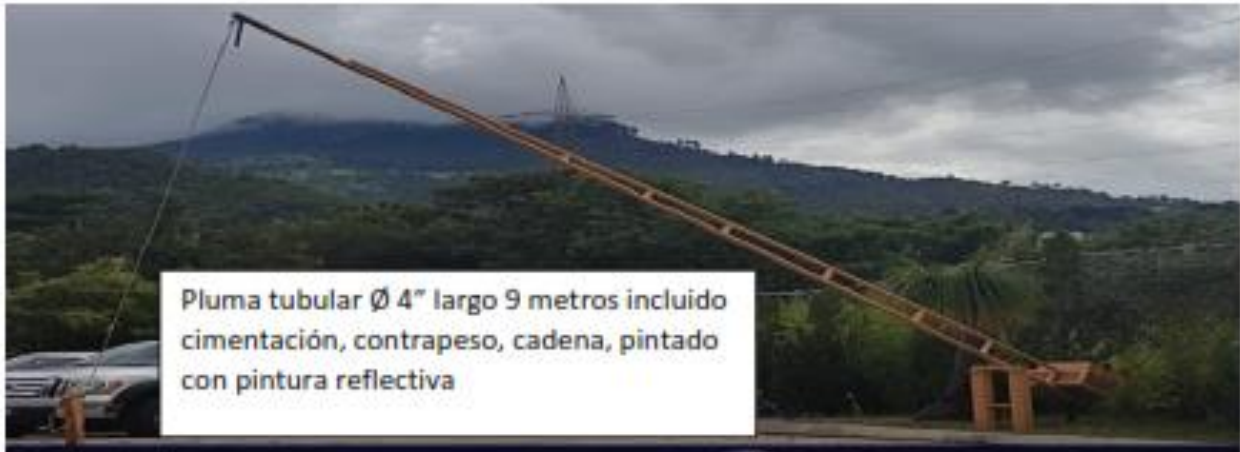 Pluma tubular Ø 4” largo 9 metros incluido
cimentación, contrapeso, cadena, pintado
con pintura reflectiva